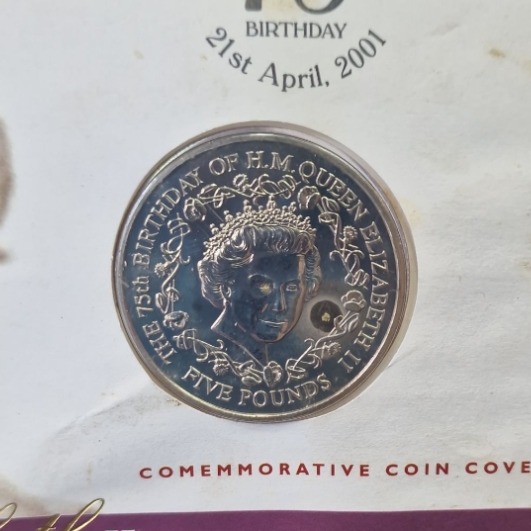 BIRTHDAY
21st April, 2001
THE 75th BIRTHDAY OF H.M. QUEEN ELIZABETH II
FIVE POUNDS
COMEMMORATIVE COIN COVE